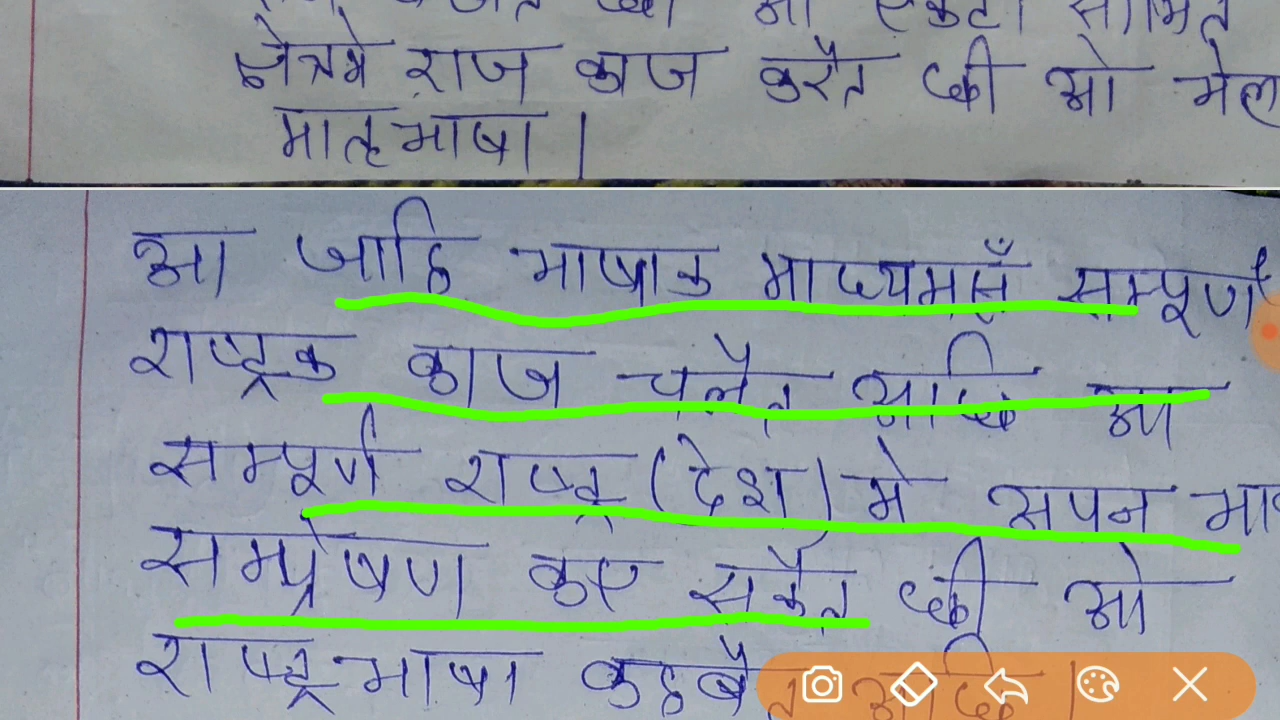 क्षेत्रमे राज काज करैत छी ओ भेल
मातृभाषा।
आ जाहि भाषाक माध्यमसँ सम्पूर्ण
राष्ट्रक काज चलैत अछि आ
सम्पूर्ण राष्ट्र (देश) मे अपन
सम्प्रेषण कए सकैत छी ओ
राष्ट्रभाषा कहबैत अछि।